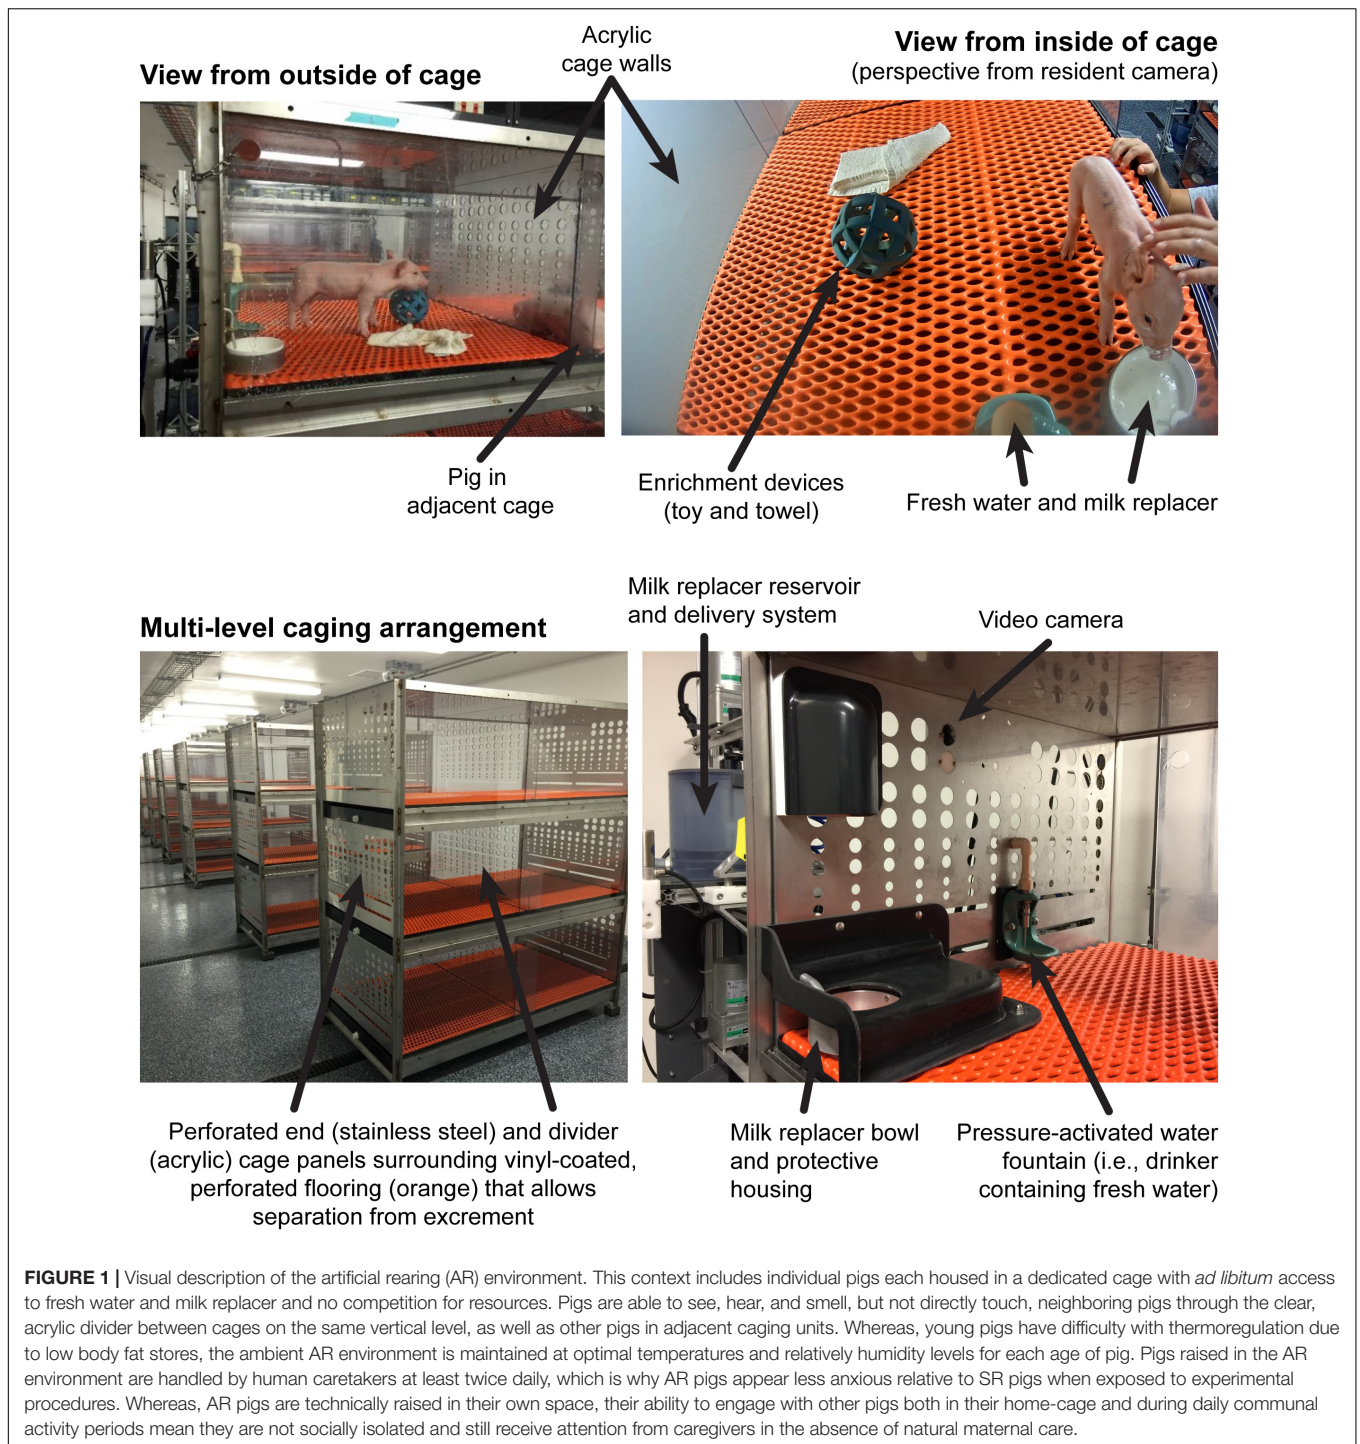 View from outside of cage
Acrylic
cage walls
View from inside of cage
(perspective from resident camera)
Pig in
adjacent cage
Enrichment devices
(toy and towel)
Fresh water and milk replacer
Multi-level caging arrangement
Milk replacer reservoir
and delivery system
Video camera
Perforated end (stainless steel) and divider
(acrylic) cage panels surrounding vinyl-coated,
perforated flooring (orange) that allows
separation from excrement
Milk replacer bowl
and protective
housing
Pressure-activated water
fountain (i.e., drinker
containing fresh water)
FIGURE 1 | Visual description of the artificial rearing (AR) environment. This context includes individual pigs each housed in a dedicated cage with ad libitum access
to fresh water and milk replacer and no competition for resources. Pigs are able to see, hear, and smell, but not directly touch, neighboring pigs through the clear,
acrylic divider between cages on the same vertical level, as well as other pigs in adjacent caging units. Whereas, young pigs have difficulty with thermoregulation due
to low body fat stores, the ambient AR environment is maintained at optimal temperatures and relatively humidity levels for each age of pig. Pigs raised in the AR
environment are handled by human caretakers at least twice daily, which is why AR pigs appear less anxious relative to SR pigs when exposed to experimental
procedures. Whereas, AR pigs are technically raised in their own space, their ability to engage with other pigs both in their home-cage and during daily communal
activity periods mean they are not socially isolated and still receive attention from caregivers in the absence of natural maternal care.